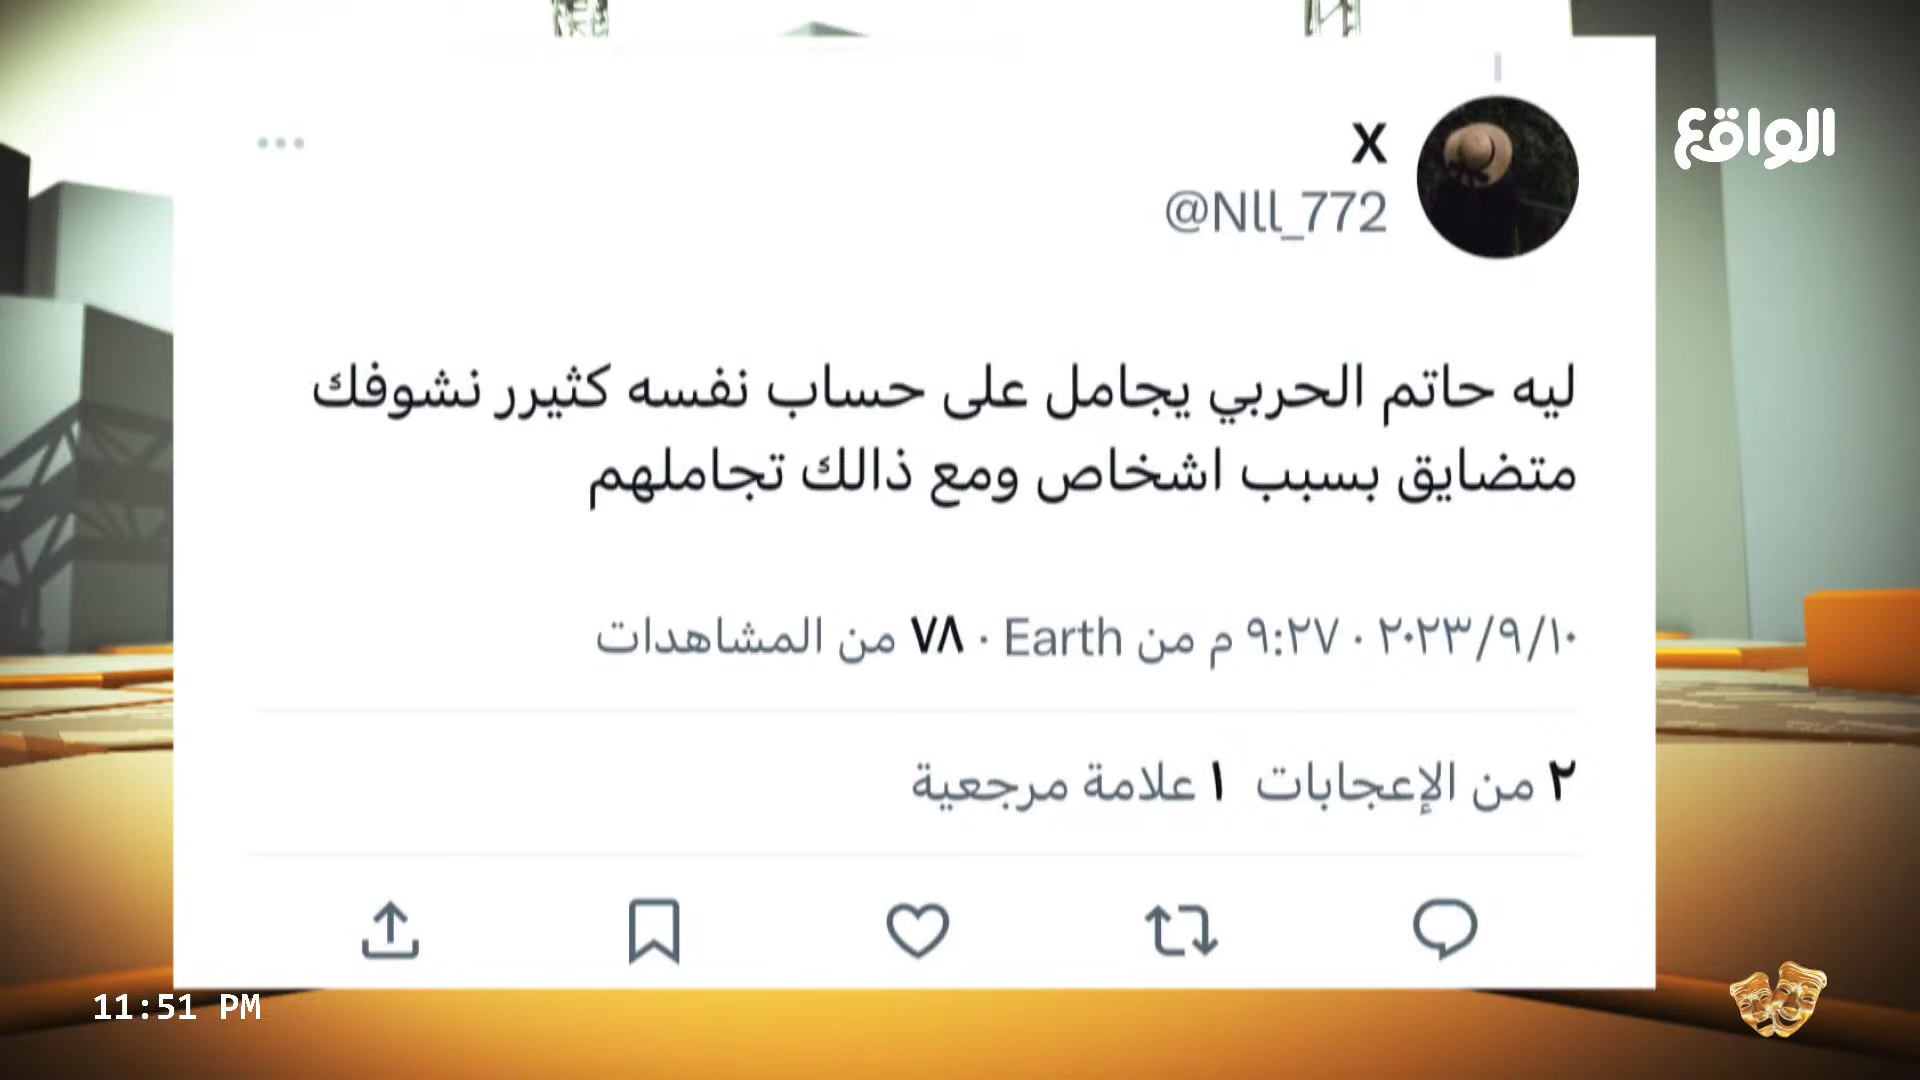 الواقع
X
@Nll_772
ليه حاتم الحربي يجامل على حساب نفسه كثيرر نشوفك
متضايق بسبب اشخاص ومع ذالك تجاملهم
٢٠٢٣/٩/١٠ · ٩:٢٧ م من Earth · ٧٨ من المشاهدات
٢ من الإعجابات ١ علامة مرجعية
11:51 PM